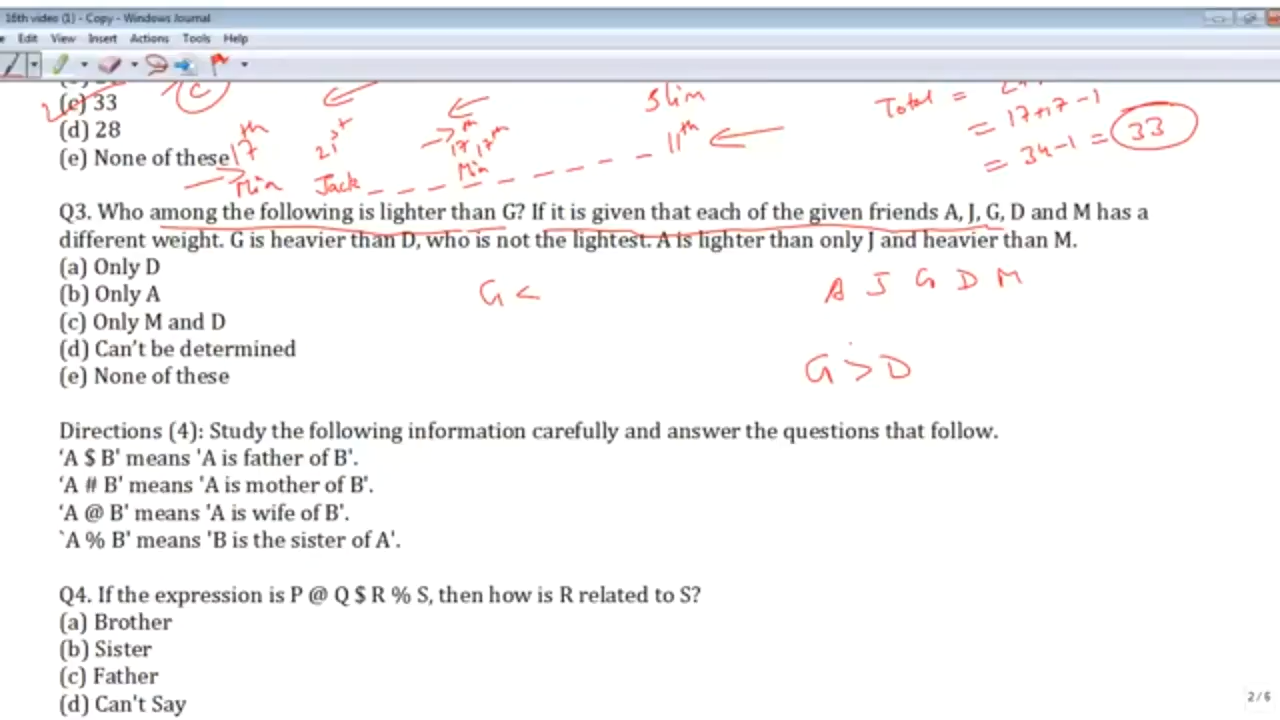 16th video (1) - Copy - Windows Journal
Edit View Insert Actions Tools Help
(c) 33
C
Slim
Total =
(d) 28
17th 21st 17th 17th 11th
= 17+17-1
(e) None of these
Min Jack Min
= 34-1 = 33
Q3. Who among the following is lighter than G? If it is given that each of the given friends A, J, G, D and M has a
different weight. G is heavier than D, who is not the lightest. A is lighter than only J and heavier than M.
(a) Only D
(b) Only A
G <
A J G D M
(c) Only M and D
(d) Can't be determined
G > D
(e) None of these
Directions (4): Study the following information carefully and answer the questions that follow.
‘A $ B' means 'A is father of B'.
‘A # B' means 'A is mother of B'.
‘A @ B' means 'A is wife of B'.
`A % B' means 'B is the sister of A'.
Q4. If the expression is P @ Q $ R % S, then how is R related to S?
(a) Brother
(b) Sister
(c) Father
(d) Can't Say
2 / 6